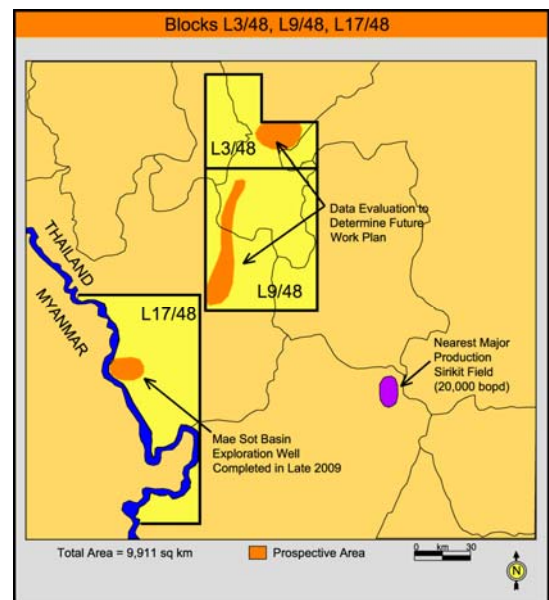 Blocks L3/48, L9/48, L17/48
L3/48
Data Evaluation to
Determine Future
Work Plan
L9/48
THAILAND
MYANMAR
L17/48
Nearest Major
Production
Sirikit Field
(20,000 bopd)
Mae Sot Basin
Exploration Well
Completed in Late 2009
Total Area = 9,911 sq km
Prospective Area
0 km 30
N